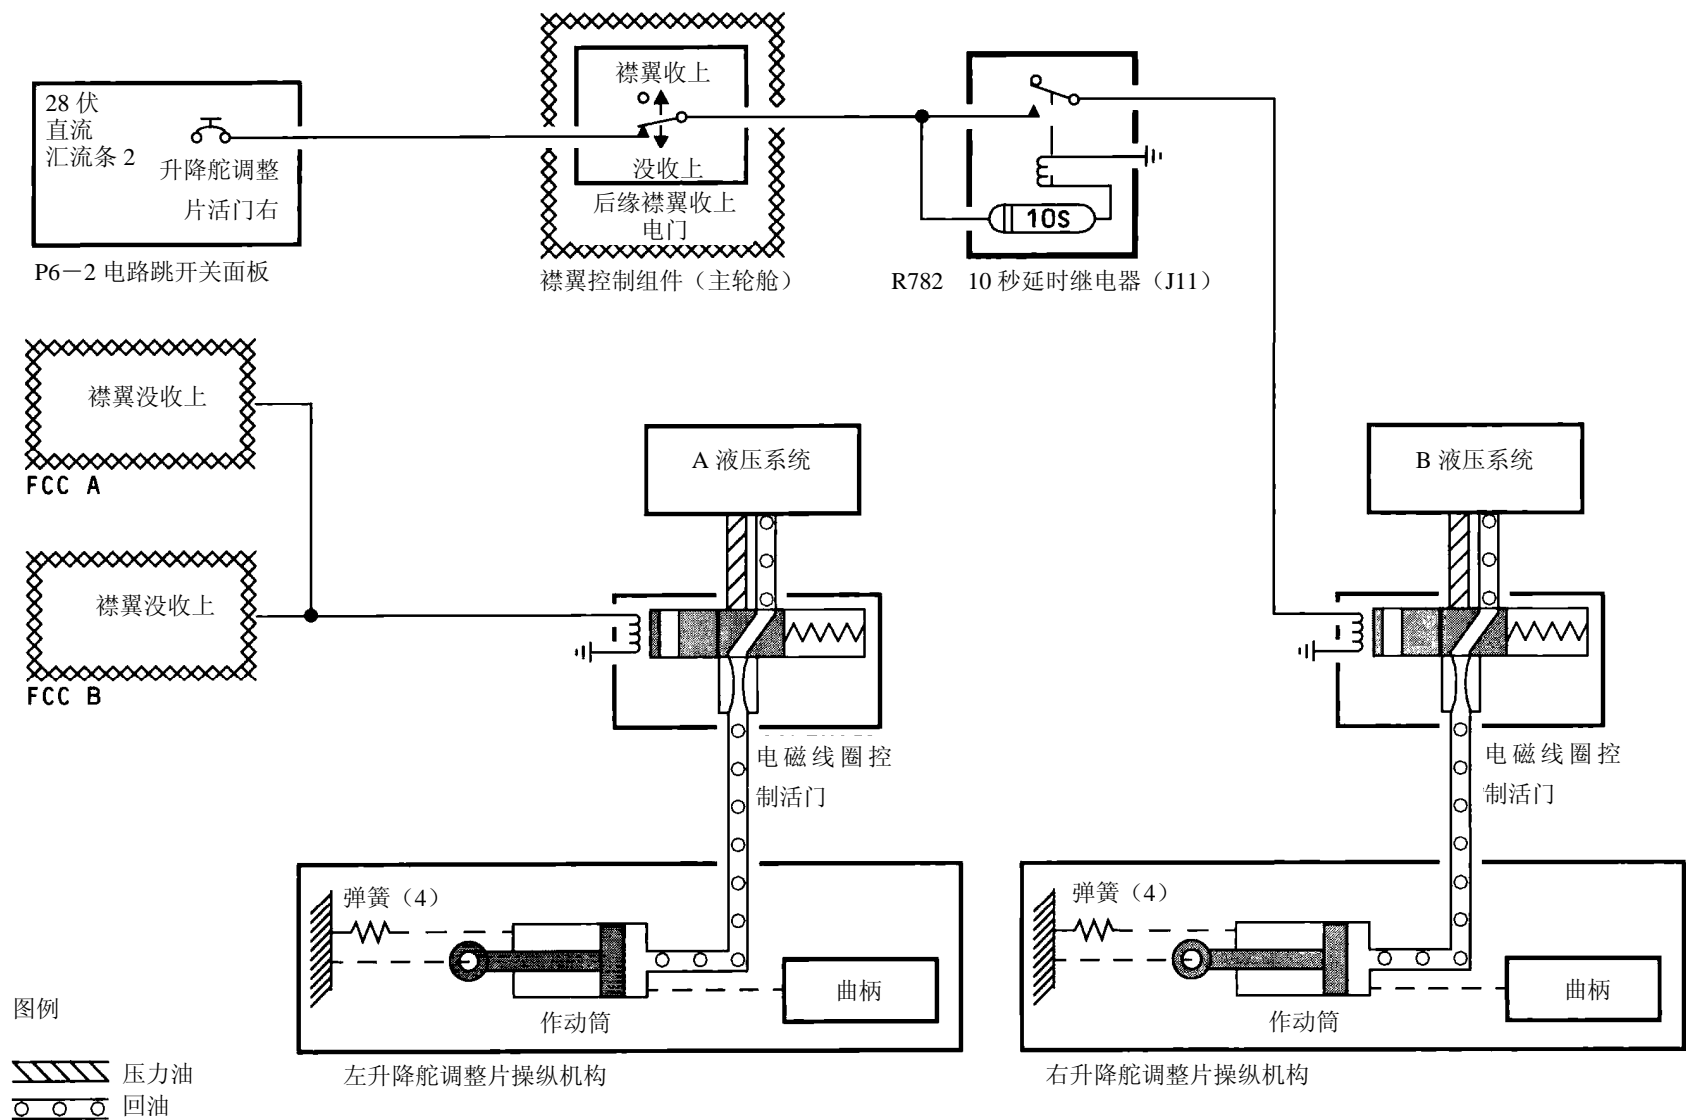 28 伏
直流
汇流条 2
升降舵调整
片活门右
P6－2 电路跳开关面板
襟翼收上
没收上
后缘襟翼收上
电门
襟翼控制组件（主轮舱）
10S
R782 10 秒延时继电器（J11）
襟翼没收上
FCC A
襟翼没收上
FCC B
A 液压系统
B 液压系统
电磁线圈控
制活门
电磁线圈控
制活门
弹簧（4）
作动筒
曲柄
左升降舵调整片操纵机构
弹簧（4）
作动筒
曲柄
右升降舵调整片操纵机构
图例
压力油
回油